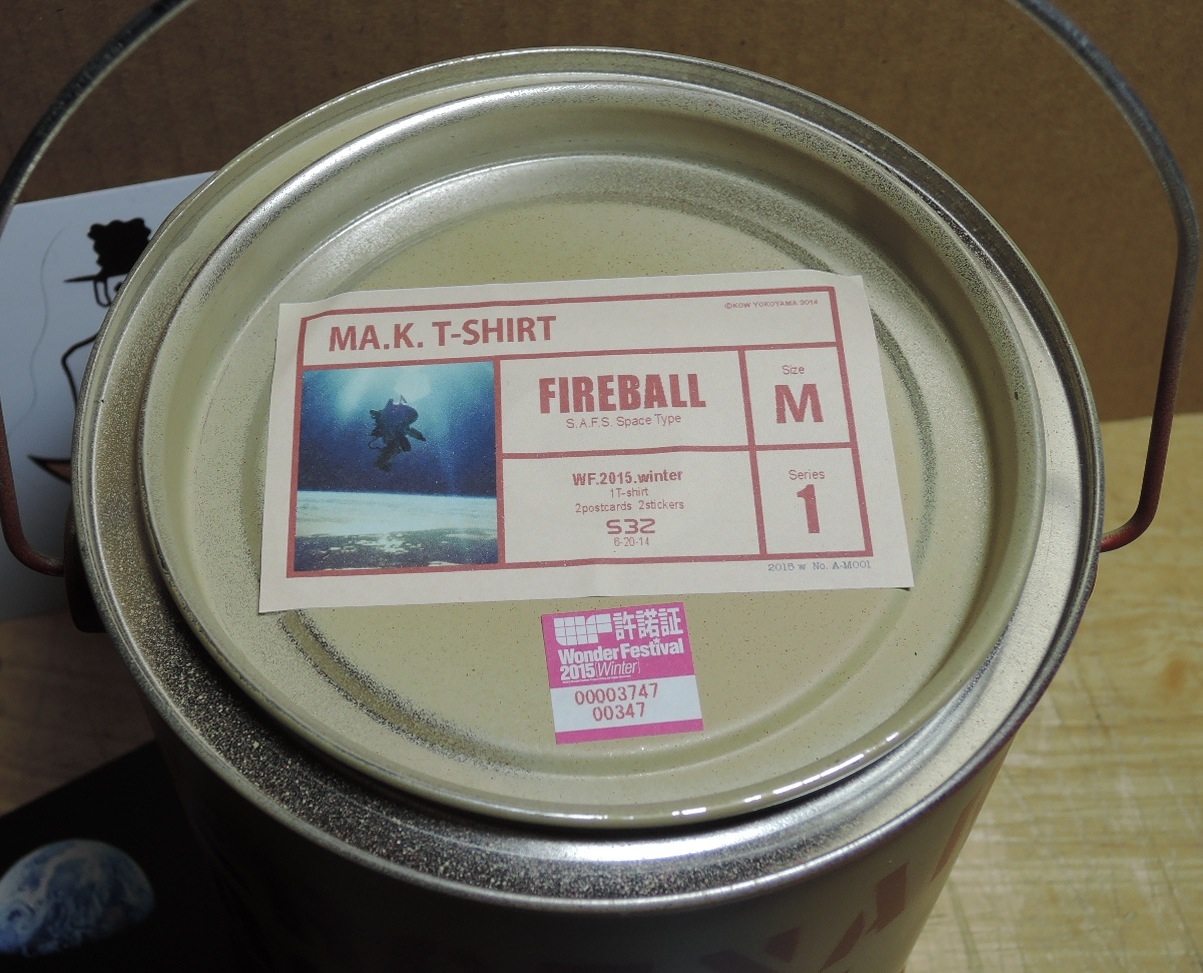 ©KOW YOKOYAMA 2014
MA.K. T-SHIRT
FIREBALL
S.A.F.S. Space Type
Size
M
WF.2015.winter
1T-shirt
2postcards 2stickers
S32
6-20-14
Series
1
2015 w No. A-M001
WF 許諾証
Wonder Festival
2015[Winter]
00003747
00347